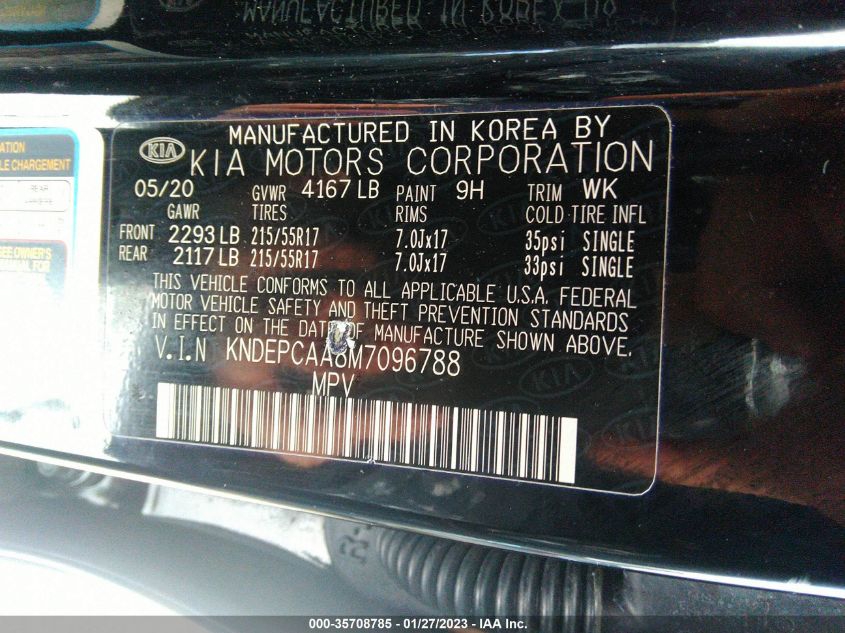 MANUFACTURED IN KOREA BY
KIA KIA MOTORS CORPORATION
05/20 GVWR 4167 LB PAINT 9H TRIM WK
GAWR TIRES RIMS COLD TIRE INFL
FRONT 2293 LB 215/55R17 7.0Jx17 35psi SINGLE
REAR 2117 LB 215/55R17 7.0Jx17 33psi SINGLE
THIS VEHICLE CONFORMS TO ALL APPLICABLE U.S.A. FEDERAL
MOTOR VEHICLE SAFETY AND THEFT PREVENTION STANDARDS
IN EFFECT ON THE DATE OF MANUFACTURE SHOWN ABOVE.
V.I.N KNDEPCAA8M7096788
MPV
REAR
OWNER'S
FOR
000-35708785 - 01/27/2023 - IAA Inc.